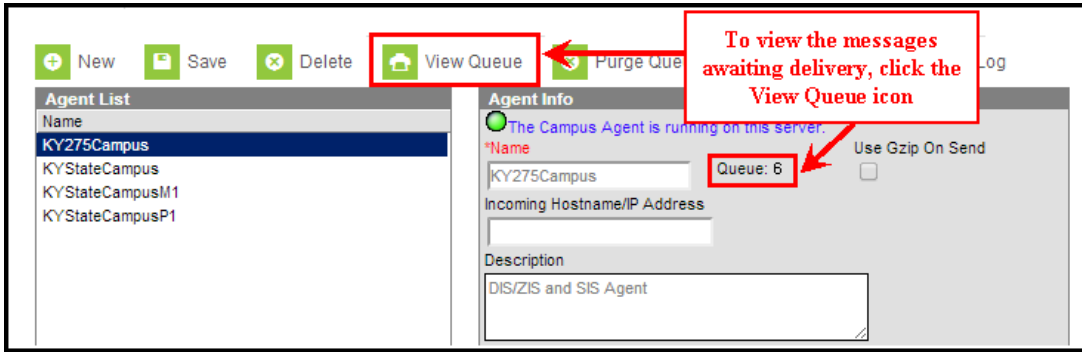 New Save Delete View Queue Purge Que Log
To view the messages
awaiting delivery, click the
View Queue icon
Agent List
Name
KY275Campus
KYStateCampus
KYStateCampusM1
KYStateCampusP1
Agent Info
The Campus Agent is running on this server.
*Name
KY275Campus
Queue: 6
Use Gzip On Send
Incoming Hostname/IP Address
Description
DIS/ZIS and SIS Agent